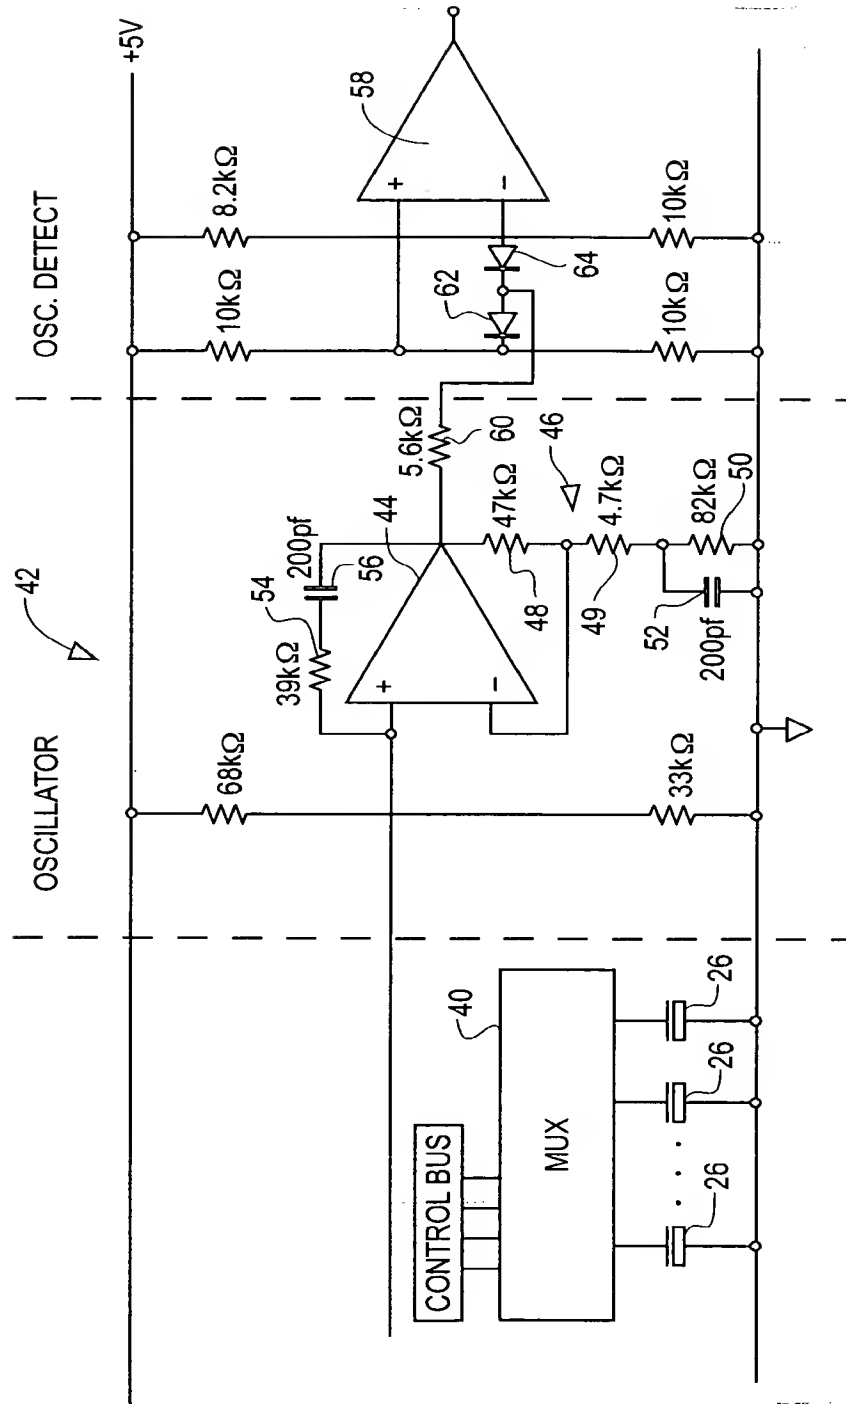 42
OSCILLATOR
OSC. DETECT
+5V
68kΩ
39kΩ
54
200pf
56
44
10kΩ
8.2kΩ
58
+
−
+
−
5.6kΩ
60
62
64
47kΩ
48
46
4.7kΩ
49
82kΩ
50
52
200pf
33kΩ
10kΩ
10kΩ
CONTROL BUS
40
MUX
26
26
26